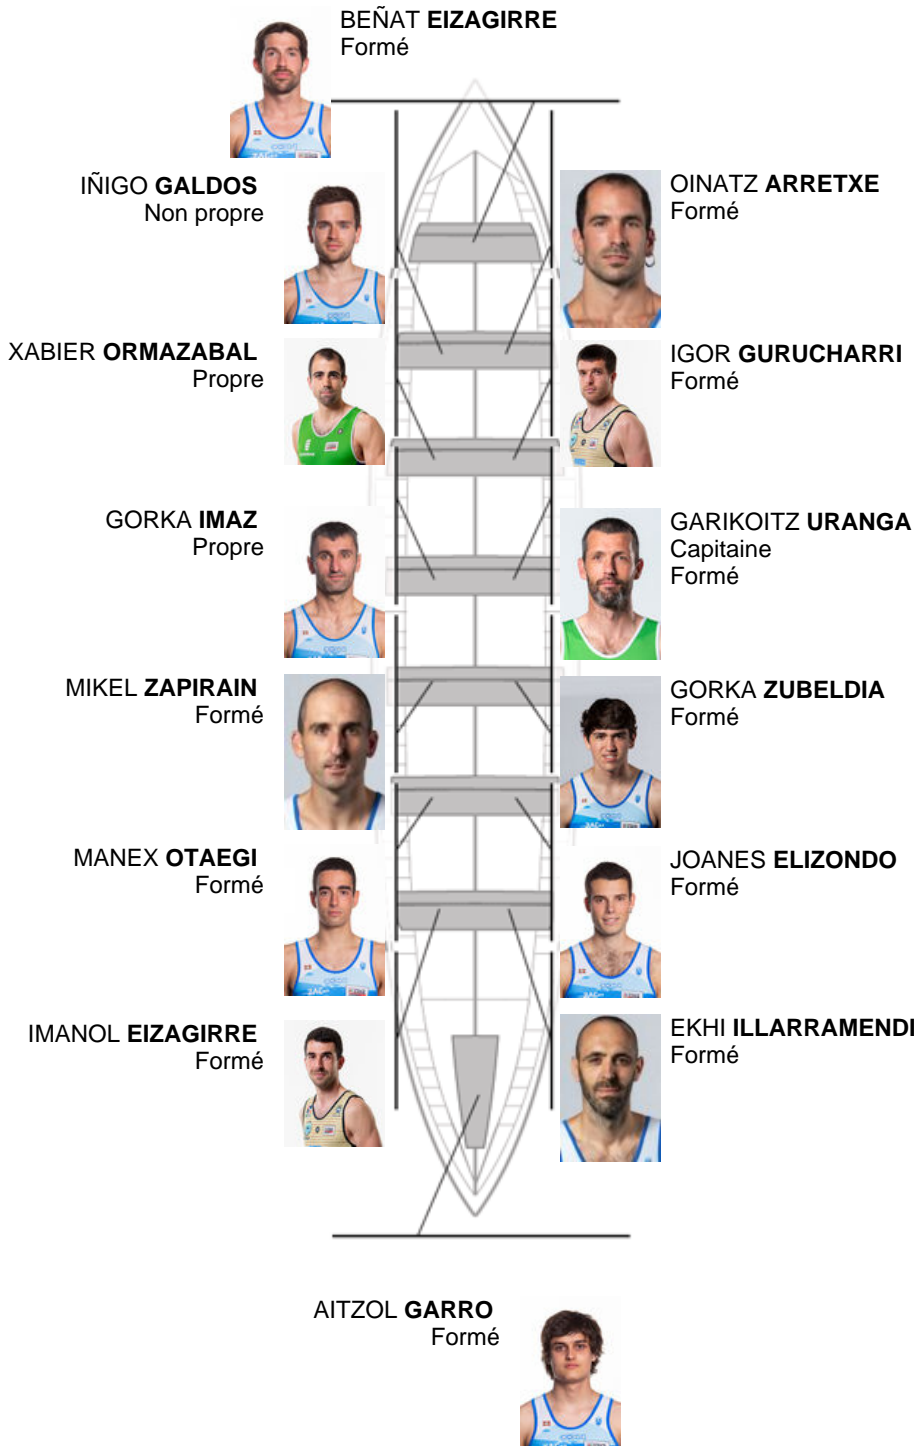 BEÑAT EIZAGIRRE
Formé
IÑIGO GALDOS
Non propre
OINATZ ARRETXE
Formé
XABIER ORMAZABAL
Propre
IGOR GURUCHARRI
Formé
GORKA IMAZ
Propre
GARIKOITZ URANGA
Capitaine
Formé
MIKEL ZAPIRAIN
Formé
GORKA ZUBELDIA
Formé
MANEX OTAEGI
Formé
JOANES ELIZONDO
Formé
IMANOL EIZAGIRRE
Formé
EKHI ILLARRAMENDI
Formé
AITZOL GARRO
Formé